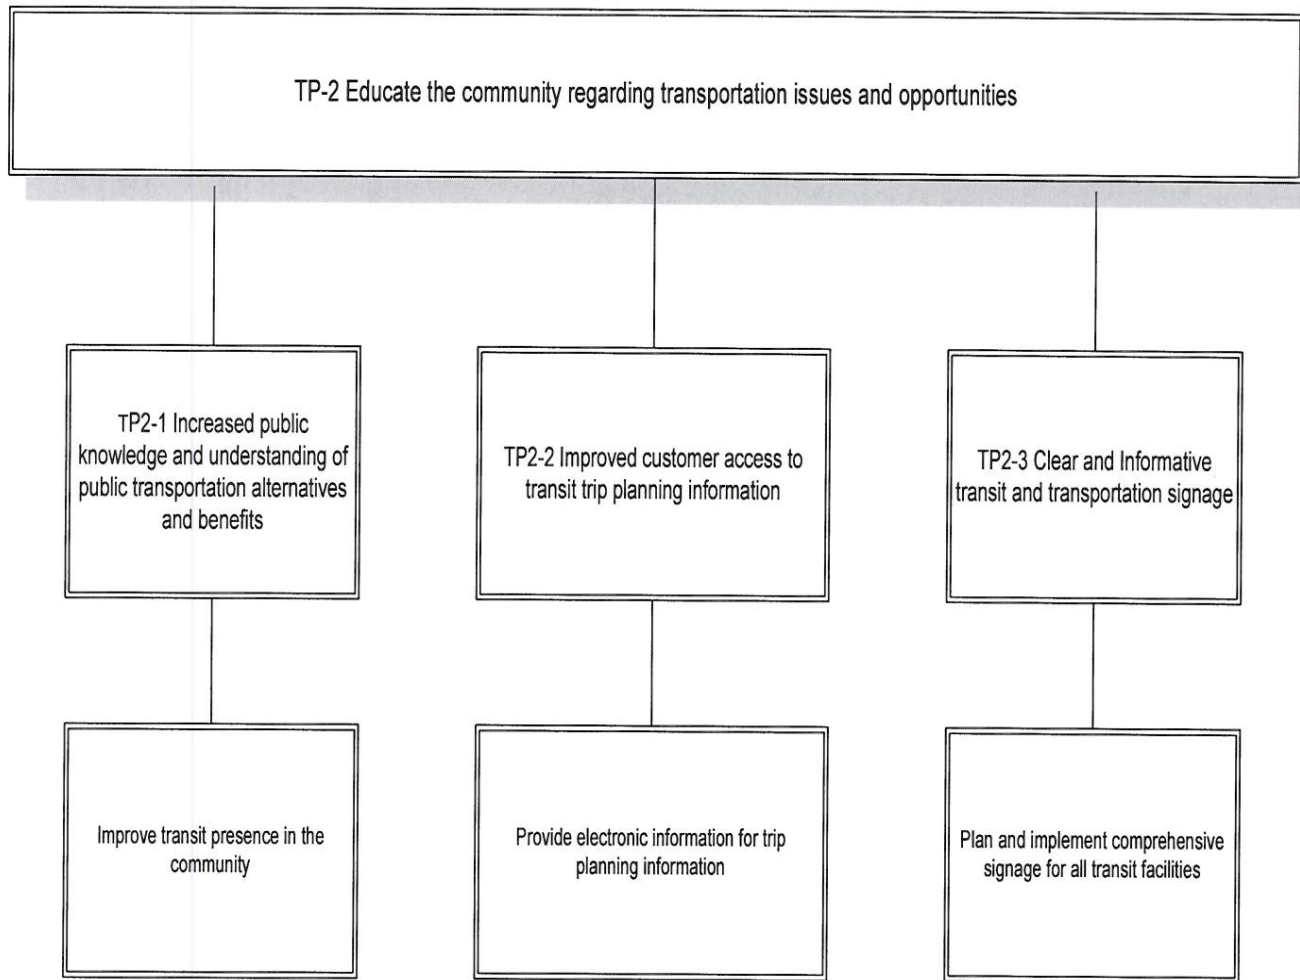 TP-2 Educate the community regarding transportation issues and opportunities
TP2-1 Increased public
knowledge and understanding of
public transportation alternatives
and benefits
TP2-2 Improved customer access to
transit trip planning information
TP2-3 Clear and Informative
transit and transportation signage
Improve transit presence in the
community
Provide electronic information for trip
planning information
Plan and implement comprehensive
signage for all transit facilities